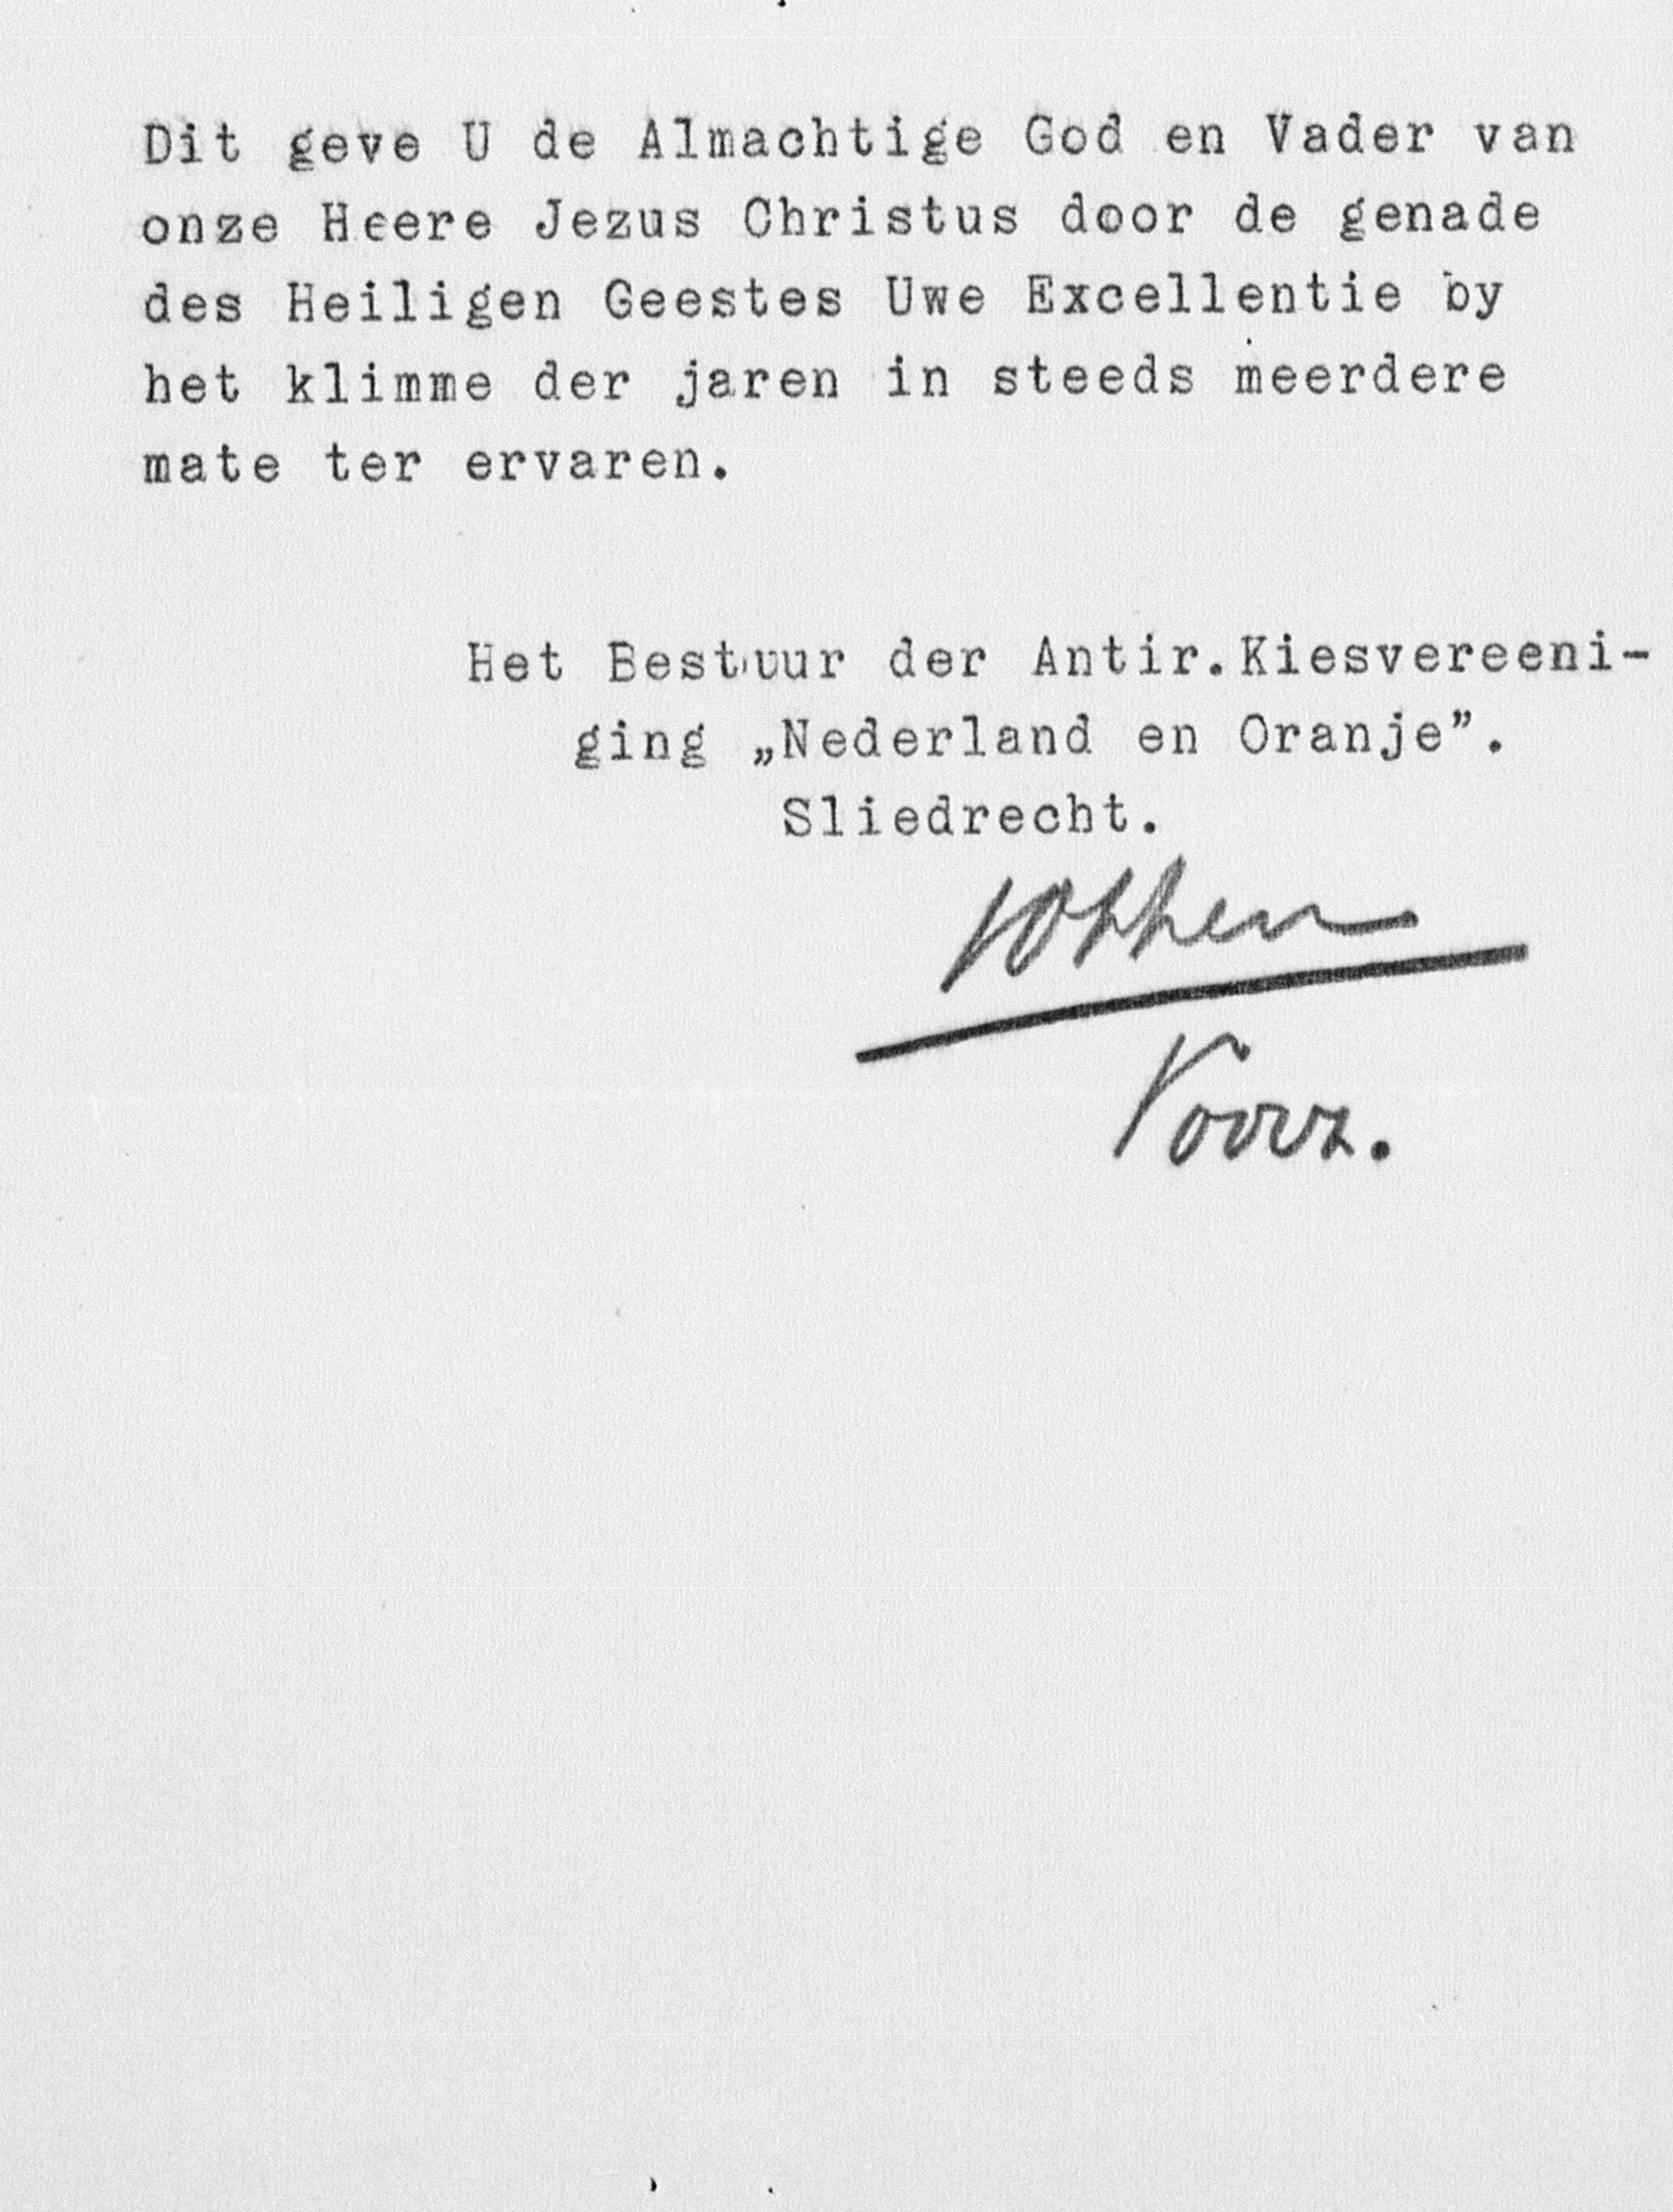 Dit geve U de Almachtige God en Vader van
onze Heere Jezus Christus door de genade
des Heiligen Geestes Uwe Excellentie by
het klimme der jaren in steeds meerdere
mate ter ervaren.
Het Bestuur der Antir.Kiesvereeni-
ging „Nederland en Oranje”.
Sliedrecht.
Voorz.